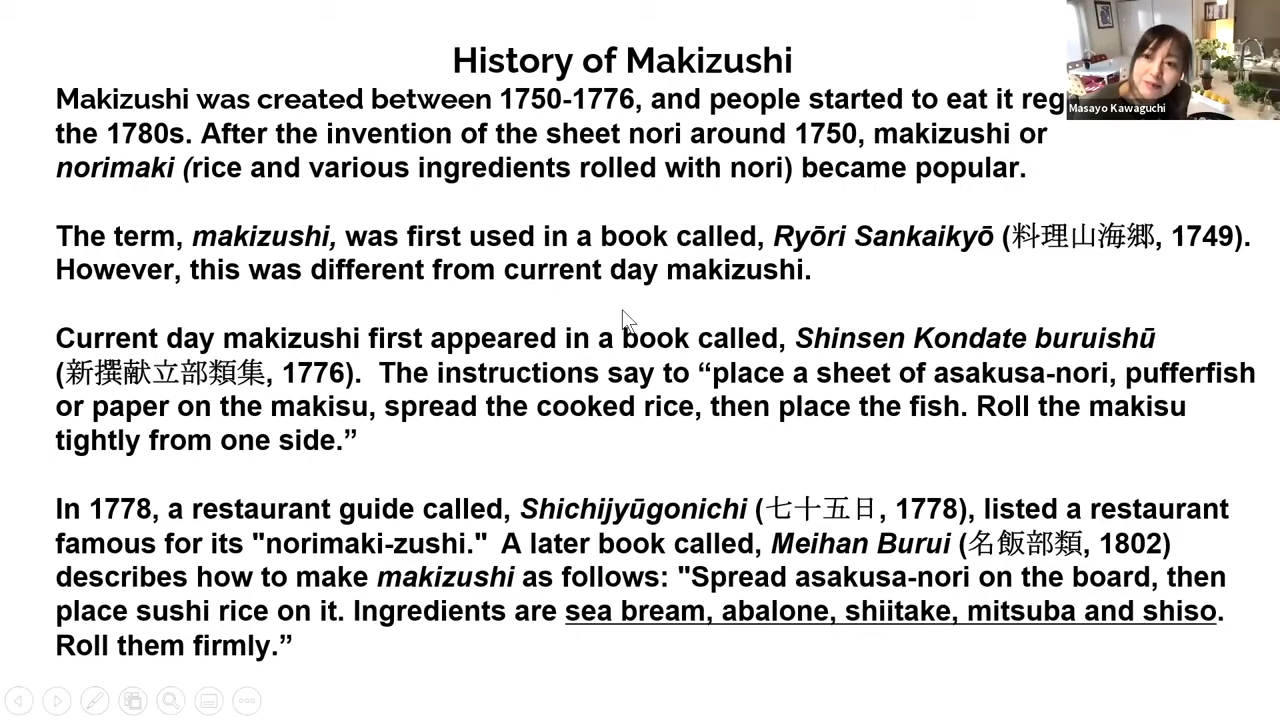 History of Makizushi
Masayo Kawaguchi
Makizushi was created between 1750-1776, and people started to eat it reg
the 1780s. After the invention of the sheet nori around 1750, makizushi or
norimaki (rice and various ingredients rolled with nori) became popular.
The term, makizushi, was first used in a book called, Ryōri Sankaikyō (料理山海郷, 1749).
However, this was different from current day makizushi.
Current day makizushi first appeared in a book called, Shinsen Kondate buruishū
(新撰献立部類集, 1776).  The instructions say to “place a sheet of asakusa-nori, pufferfish
or paper on the makisu, spread the cooked rice, then place the fish. Roll the makisu
tightly from one side.”
In 1778, a restaurant guide called, Shichijyūgonichi (七十五日, 1778), listed a restaurant
famous for its "norimaki-zushi."  A later book called, Meihan Burui (名飯部類, 1802)
describes how to make makizushi as follows: "Spread asakusa-nori on the board, then
place sushi rice on it. Ingredients are sea bream, abalone, shiitake, mitsuba and shiso.
Roll them firmly.”